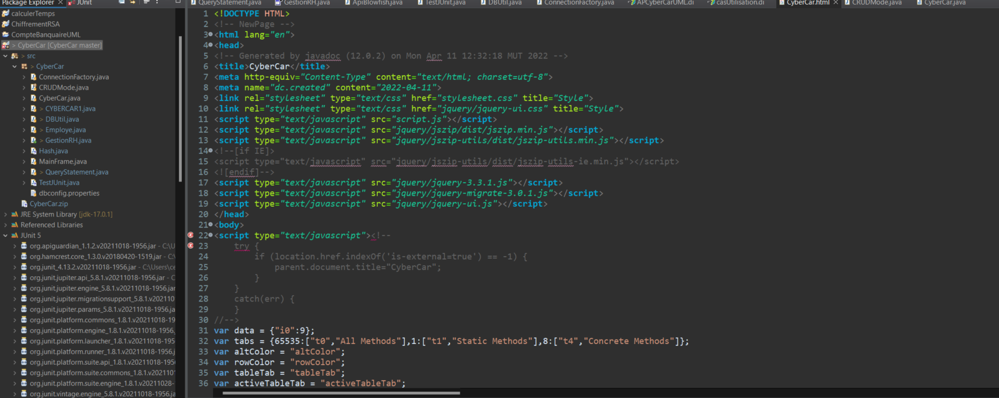 Package Explorer
JUnit
QueryStatement.java
GestionRH.java
ApiBlowfish.java
TestJUnit.java
DBUtil.java
ConnectionFactory.java
APCyberCarUML.di
casUtilisation.di
CyberCar.html
CRUDMode.java
CyberCar.java
calculerTemps
ChiffrementRSA
CompteBanquaireUML
> CyberCar [CyberCar master]
> src
> CyberCar
ConnectionFactory.java
CRUDMode.java
CyberCar.java
> CYBERCAR1.java
> DBUtil.java
> Employe.java
> GestionRH.java
Hash.java
MainFrame.java
> QueryStatement.java
TestJUnit.java
dbconfig.properties
CyberCar.zip
JRE System Library [jdk-17.0.1]
Referenced Libraries
JUnit 5
org.apiguardian_1.1.2.v20211018-1956.jar - C:\U
org.hamcrest.core_1.3.0.v20180420-1519.jar - C:\
org.junit_4.13.2.v20211018-1956.jar - C:\Users\ce
org.junit.jupiter.api_5.8.1.v20211018-1956.jar - C
org.junit.jupiter.engine_5.8.1.v20211018-1956.jar
org.junit.jupiter.migrationsupport_5.8.1.v202110
org.junit.jupiter.params_5.8.1.v20211018-1956.ja
org.junit.platform.commons_1.8.1.v20211018-19
org.junit.platform.engine_1.8.1.v20211018-1956.
org.junit.platform.launcher_1.8.1.v20211018-195
org.junit.platform.runner_1.8.1.v20211018-1956.j
org.junit.platform.suite.api_1.8.1.v20211018-195
org.junit.platform.suite.commons_1.8.1.v202110
org.junit.platform.suite.engine_1.8.1.v20211028-
org.junit.vintage.engine_5.8.1.v20211018-1956.ja
1 <!DOCTYPE HTML>
2 <!-- NewPage -->
3 <html lang="en">
4 <head>
5 <!-- Generated by javadoc (12.0.2) on Mon Apr 11 12:32:18 MUT 2022 -->
6 <title>CyberCar</title>
7 <meta http-equiv="Content-Type" content="text/html; charset=utf-8">
8 <meta name="dc.created" content="2022-04-11">
9 <link rel="stylesheet" type="text/css" href="stylesheet.css" title="Style">
10 <link rel="stylesheet" type="text/css" href="jquery/jquery-ui.css" title="Style">
11 <script type="text/javascript" src="script.js"></script>
12 <script type="text/javascript" src="jquery/jszip/dist/jszip.min.js"></script>
13 <script type="text/javascript" src="jquery/jszip-utils/dist/jszip-utils.min.js"></script>
14 <!--[if IE]>
15 <script type="text/javascript" src="jquery/jszip-utils/dist/jszip-utils-ie.min.js"></script>
16 <![endif]-->
17 <script type="text/javascript" src="jquery/jquery-3.3.1.js"></script>
18 <script type="text/javascript" src="jquery/jquery-migrate-3.0.1.js"></script>
19 <script type="text/javascript" src="jquery/jquery-ui.js"></script>
20 </head>
21 <body>
22 <script type="text/javascript"><!--
23 try {
24 if (location.href.indexOf('is-external=true') == -1) {
25 parent.document.title="CyberCar";
26 }
27 }
28 catch(err) {
29 }
30 //-->
31 var data = {"i0":9};
32 var tabs = {65535:["t0","All Methods"],1:["t1","Static Methods"],8:["t4","Concrete Methods"]};
33 var altColor = "altColor";
34 var rowColor = "rowColor";
35 var tableTab = "tableTab";
36 var activeTableTab = "activeTableTab";